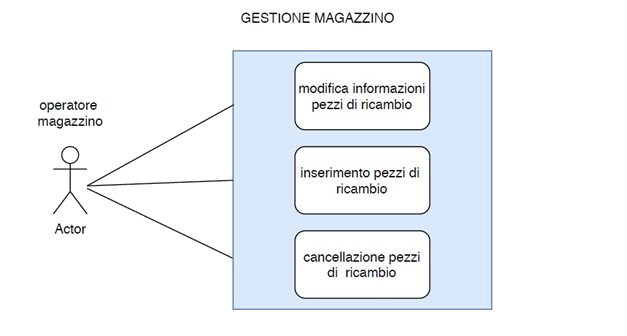 GESTIONE MAGAZZINO
operatore
magazzino
Actor
modifica informazioni
pezzi di ricambio
inserimento pezzi di
ricambio
cancellazione pezzi
di ricambio